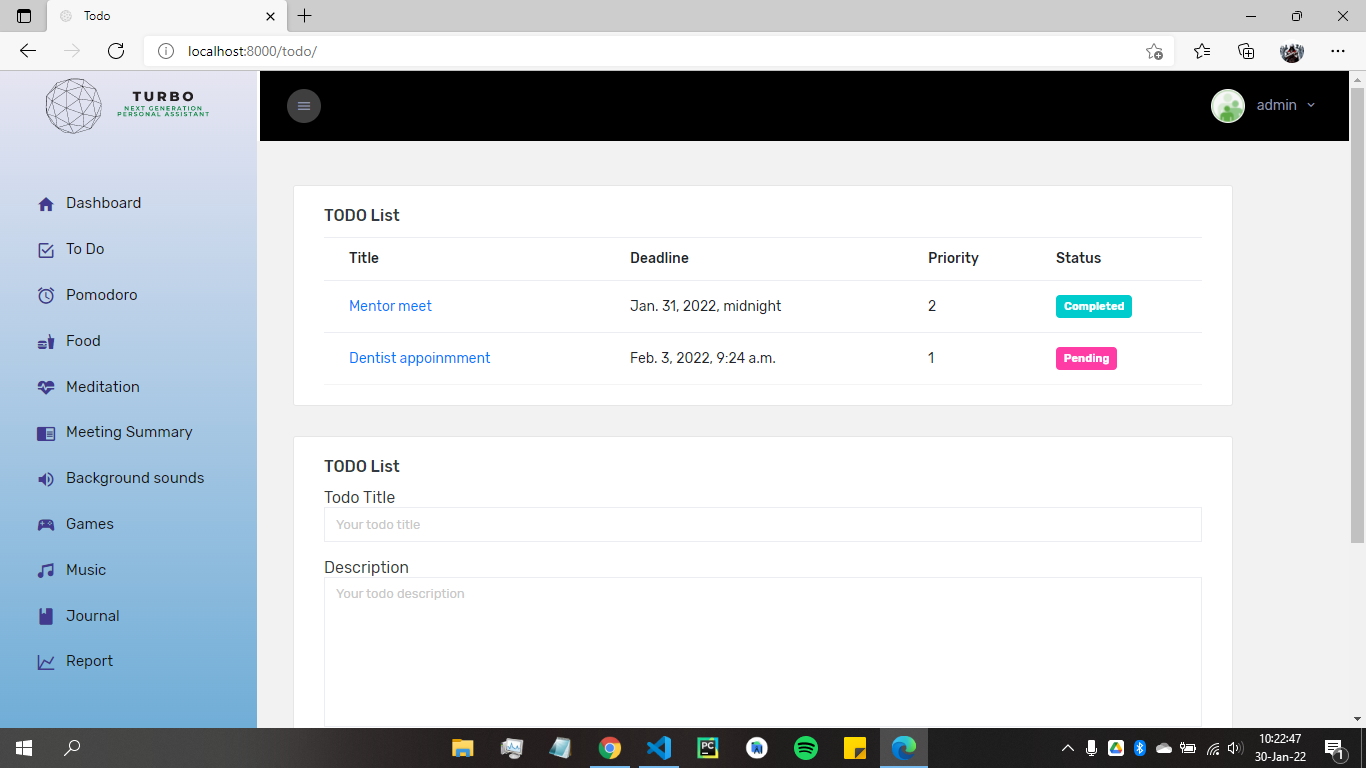 Todo
localhost:8000/todo/
TURBO
NEXT GENERATION
PERSONAL ASSISTANT
admin
Dashboard
To Do
Pomodoro
Food
Meditation
Meeting Summary
Background sounds
Games
Music
Journal
Report
TODO List
Title Deadline Priority Status
Mentor meet Jan. 31, 2022, midnight 2 Completed
Dentist appoinmment Feb. 3, 2022, 9:24 a.m. 1 Pending
TODO List
Todo Title
Your todo title
Description
Your todo description
PC
10:22:47
30-Jan-22
1